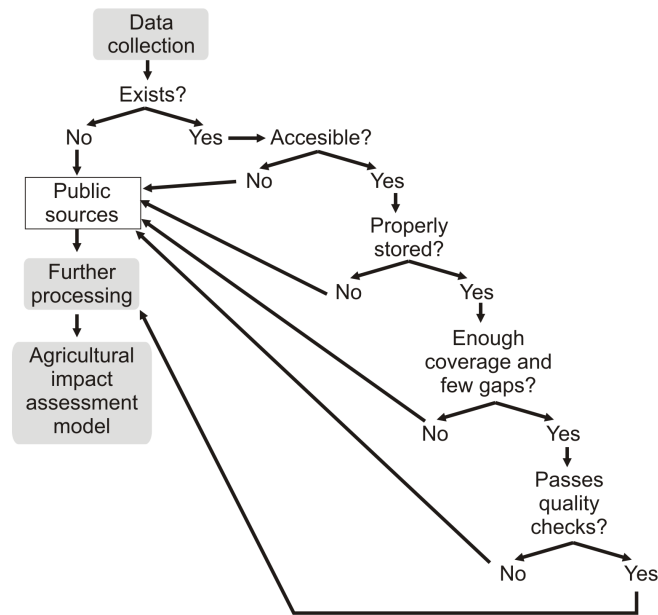 Data
collection
Exists?
No
Yes
Accesible?
No
Yes
Public
sources
Properly
stored?
Further
processing
No
Yes
Enough
coverage and
few gaps?
Agricultural
impact
assessment
model
No
Yes
Passes
quality
checks?
No
Yes